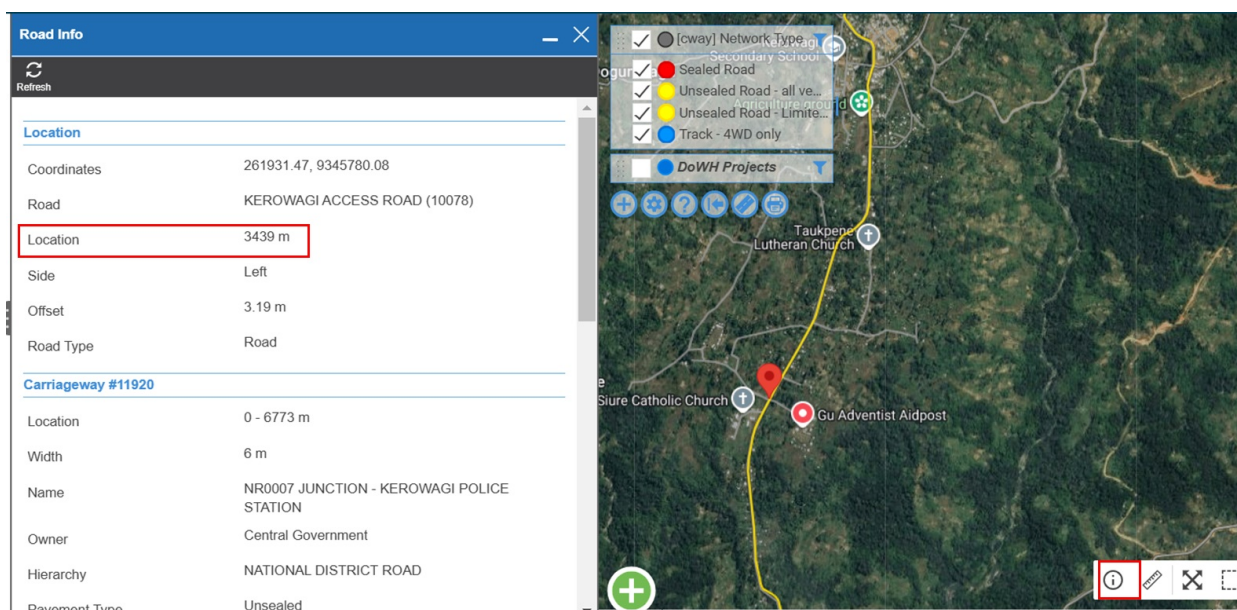 Road Info
Refresh
Location
Coordinates 261931.47, 9345780.08
Road KEROWAGI ACCESS ROAD (10078)
Location 3439 m
Side Left
Offset 3.19 m
Road Type Road
Carriageway #11920
Location 0 - 6773 m
Width 6 m
Name NR0007 JUNCTION - KEROWAGI POLICE
STATION
Owner Central Government
Hierarchy NATIONAL DISTRICT ROAD
Pavement Type Unsealed
[cway] Network Type
Secondary School
Sealed Road
Unsealed Road - all ve...
Agriculture ground
Unsealed Road - Limite...
Track - 4WD only
DoWH Projects
Taukpene
Lutheran Church
Siure Catholic Church
Gu Adventist Aidpost